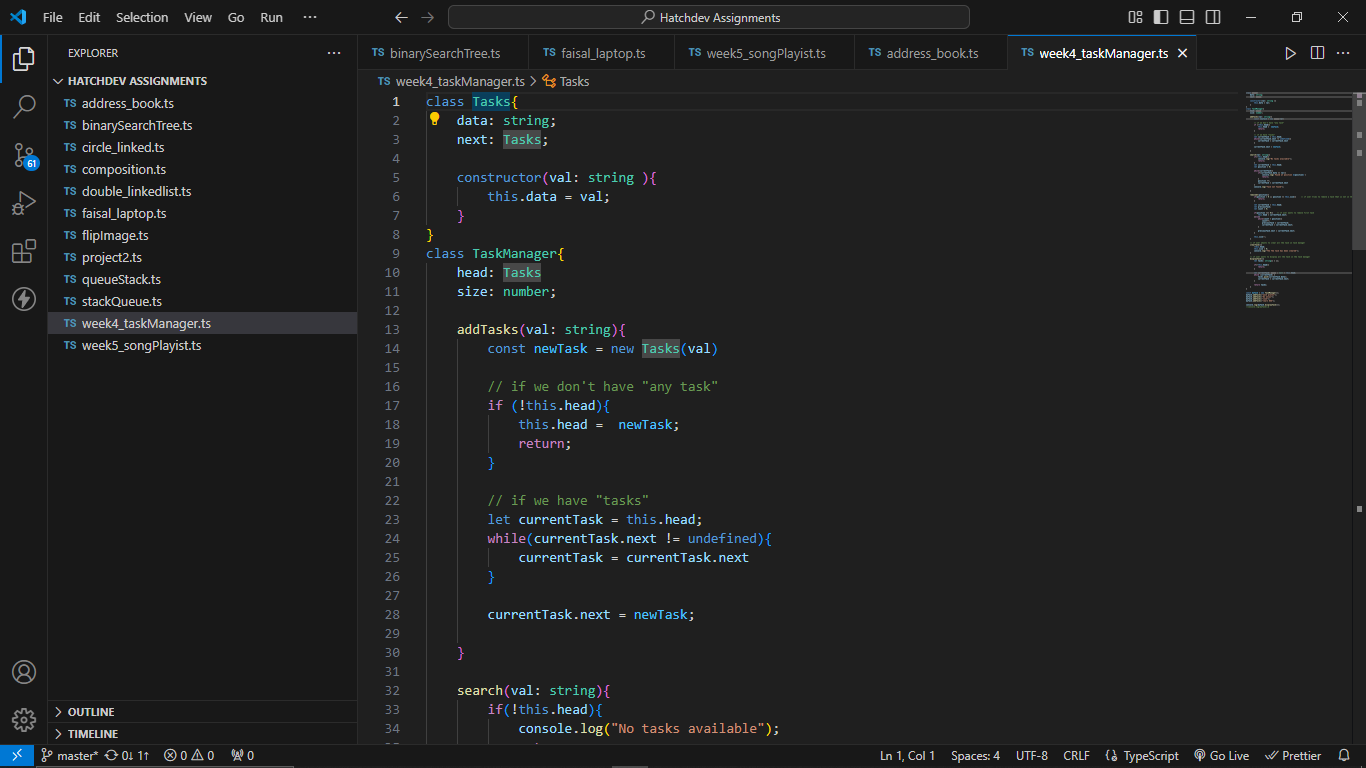 File Edit Selection View Go Run ···
Hatchdev Assignments
EXPLORER ···
HATCHDEV ASSIGNMENTS
TS address_book.ts
TS binarySearchTree.ts
TS circle_linked.ts
TS composition.ts
TS double_linkedlist.ts
TS faisal_laptop.ts
TS flipImage.ts
TS project2.ts
TS queueStack.ts
TS stackQueue.ts
TS week4_taskManager.ts
TS week5_songPlayist.ts
OUTLINE
TIMELINE
61
TS binarySearchTree.ts TS faisal_laptop.ts TS week5_songPlayist.ts TS address_book.ts TS week4_taskManager.ts
TS week4_taskManager.ts > Tasks
1 class Tasks{
2     data: string;
3     next: Tasks;
4
5     constructor(val: string ){
6         this.data = val;
7     }
8 }
9 class TaskManager{
10     head: Tasks
11     size: number;
12
13     addTasks(val: string){
14         const newTask = new Tasks(val)
15
16         // if we don't have "any task"
17         if (!this.head){
18             this.head =  newTask;
19             return;
20         }
21
22         // if we have "tasks"
23         let currentTask = this.head;
24         while(currentTask.next != undefined){
25             currentTask = currentTask.next
26         }
27
28         currentTask.next = newTask;
29
30     }
31
32     search(val: string){
33         if(!this.head){
34             console.log("No tasks available");
master* 0↓ 1↑ 0 0 0
Ln 1, Col 1 Spaces: 4 UTF-8 CRLF {} TypeScript Go Live Prettier